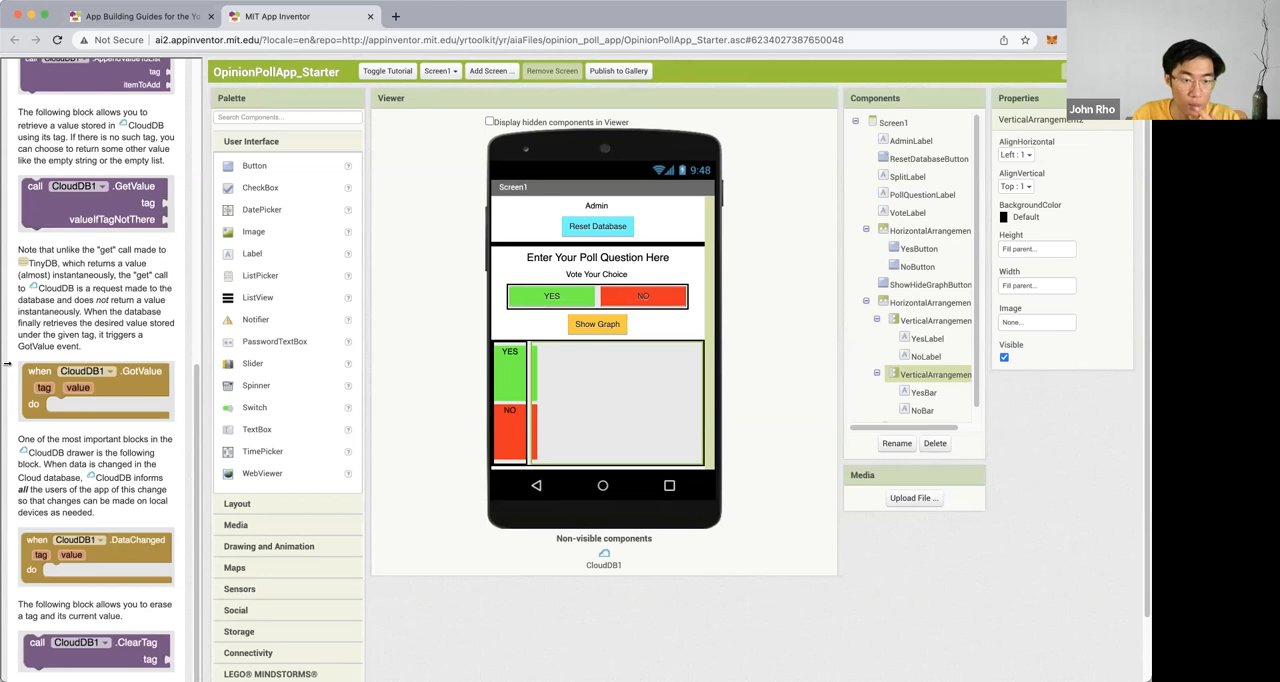 App Building Guides for the Yo
MIT App Inventor
Not Secure
ai2.appinventor.mit.edu/?locale=en&repo=http://appinventor.mit.edu/yrtoolkit/yr/aiaFiles/opinion_poll_app/OpinionPollApp_Starter.asc#6234027387650048
John Rho
tag
itemToAdd
The following block allows you to
retrieve a value stored in CloudDB
using its tag. If there is no such tag, you
can choose to return some other value
like the empty string or the empty list.
call CloudDB1 .GetValue
tag
valueIfTagNotThere
Note that unlike the "get" call made to
TinyDB, which returns a value
(almost) instantaneously, the "get" call
to CloudDB is a request made to the
database and does not return a value
instantaneously. When the database
finally retrieves the desired value stored
under the given tag, it triggers a
GotValue event.
when CloudDB1 .GotValue
tag value
do
One of the most important blocks in the
CloudDB drawer is the following
block. When data is changed in the
Cloud database, CloudDB informs
all the users of the app of this change
so that changes can be made on local
devices as needed.
when CloudDB1 .DataChanged
tag value
do
The following block allows you to erase
a tag and its current value.
call CloudDB1 .ClearTag
tag
OpinionPollApp_Starter
Toggle Tutorial
Screen1
Add Screen ...
Remove Screen
Publish to Gallery
Palette
Search Components...
User Interface
Button
CheckBox
DatePicker
Image
Label
ListPicker
ListView
Notifier
PasswordTextBox
Slider
Spinner
Switch
TextBox
TimePicker
WebViewer
Layout
Media
Drawing and Animation
Maps
Sensors
Social
Storage
Connectivity
LEGO® MINDSTORMS®
Viewer
Display hidden components in Viewer
9:48
Screen1
Admin
Reset Database
Enter Your Poll Question Here
Vote Your Choice
YES NO
Show Graph
YES
NO
Non-visible components
CloudDB1
Components
Screen1
AdminLabel
ResetDatabaseButton
SplitLabel
PollQuestionLabel
VoteLabel
HorizontalArrangemen
YesButton
NoButton
ShowHideGraphButton
HorizontalArrangemen
VerticalArrangemen
YesLabel
NoLabel
VerticalArrangemen
YesBar
NoBar
Rename
Delete
Media
Upload File ...
Properties
VerticalArrangement2
AlignHorizontal
Left : 1
AlignVertical
Top : 1
BackgroundColor
Default
Height
Fill parent...
Width
Fill parent...
Image
None...
Visible